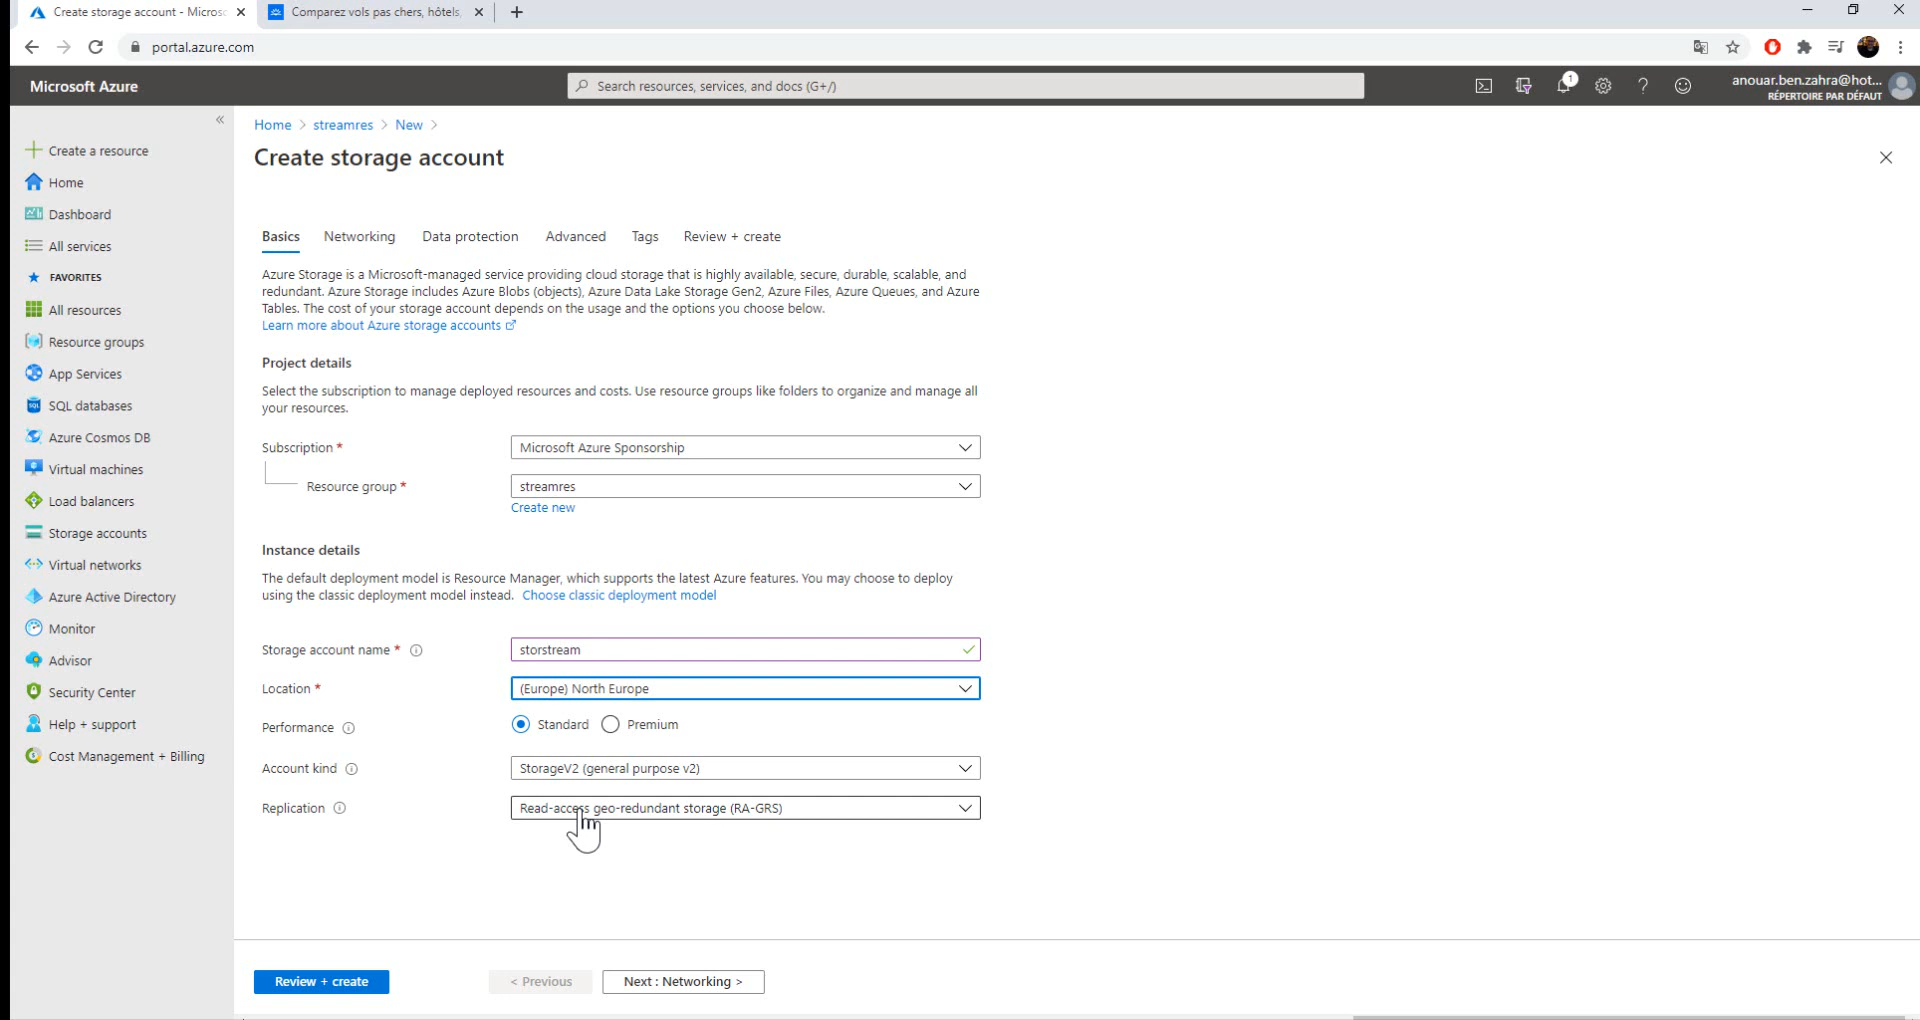 Create storage account - Micros
Comparez vols pas chers, hôtels,
portal.azure.com
Microsoft Azure
Search resources, services, and docs (G+/)
1
anouar.ben.zahra@hot...
RÉPERTOIRE PAR DÉFAUT
Home > streamres > New >
Create storage account
Create a resource
Home
Dashboard
All services
FAVORITES
All resources
Resource groups
App Services
SQL databases
Azure Cosmos DB
Virtual machines
Load balancers
Storage accounts
Virtual networks
Azure Active Directory
Monitor
Advisor
Security Center
Help + support
Cost Management + Billing
Basics Networking Data protection Advanced Tags Review + create
Azure Storage is a Microsoft-managed service providing cloud storage that is highly available, secure, durable, scalable, and
redundant. Azure Storage includes Azure Blobs (objects), Azure Data Lake Storage Gen2, Azure Files, Azure Queues, and Azure
Tables. The cost of your storage account depends on the usage and the options you choose below.
Learn more about Azure storage accounts
Project details
Select the subscription to manage deployed resources and costs. Use resource groups like folders to organize and manage all
your resources.
Subscription * Microsoft Azure Sponsorship
Resource group * streamres
Create new
Instance details
The default deployment model is Resource Manager, which supports the latest Azure features. You may choose to deploy
using the classic deployment model instead. Choose classic deployment model
Storage account name * storstream
Location * (Europe) North Europe
Performance Standard Premium
Account kind StorageV2 (general purpose v2)
Replication Read-access geo-redundant storage (RA-GRS)
Review + create < Previous Next : Networking >